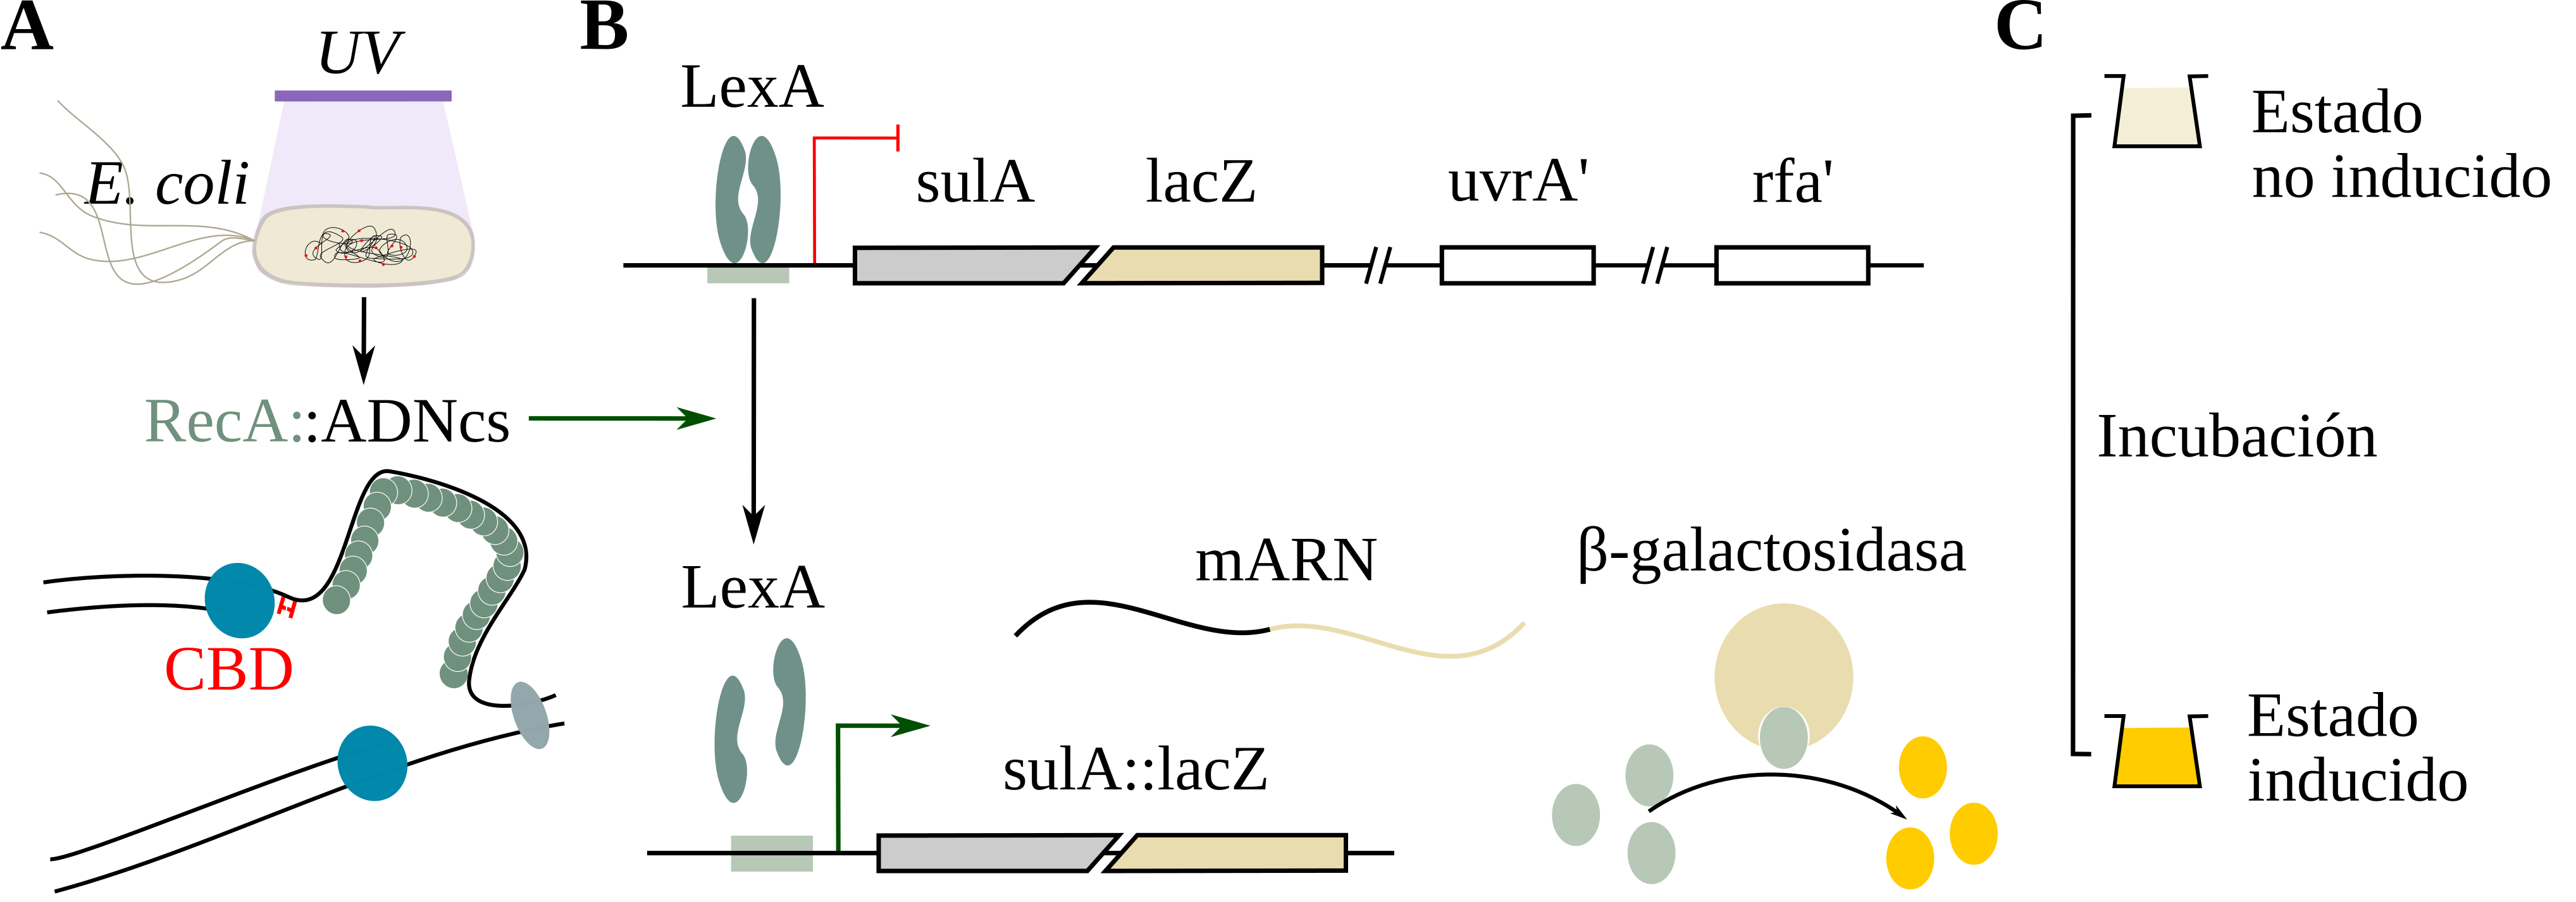 A
UV
E. coli
RecA::ADNcs
CBD
B
LexA
sulA
lacZ
uvrA'
rfa'
LexA
mARN
β-galactosidasa
sulA::lacZ
C
Estado
no inducido
Incubación
Estado
inducido